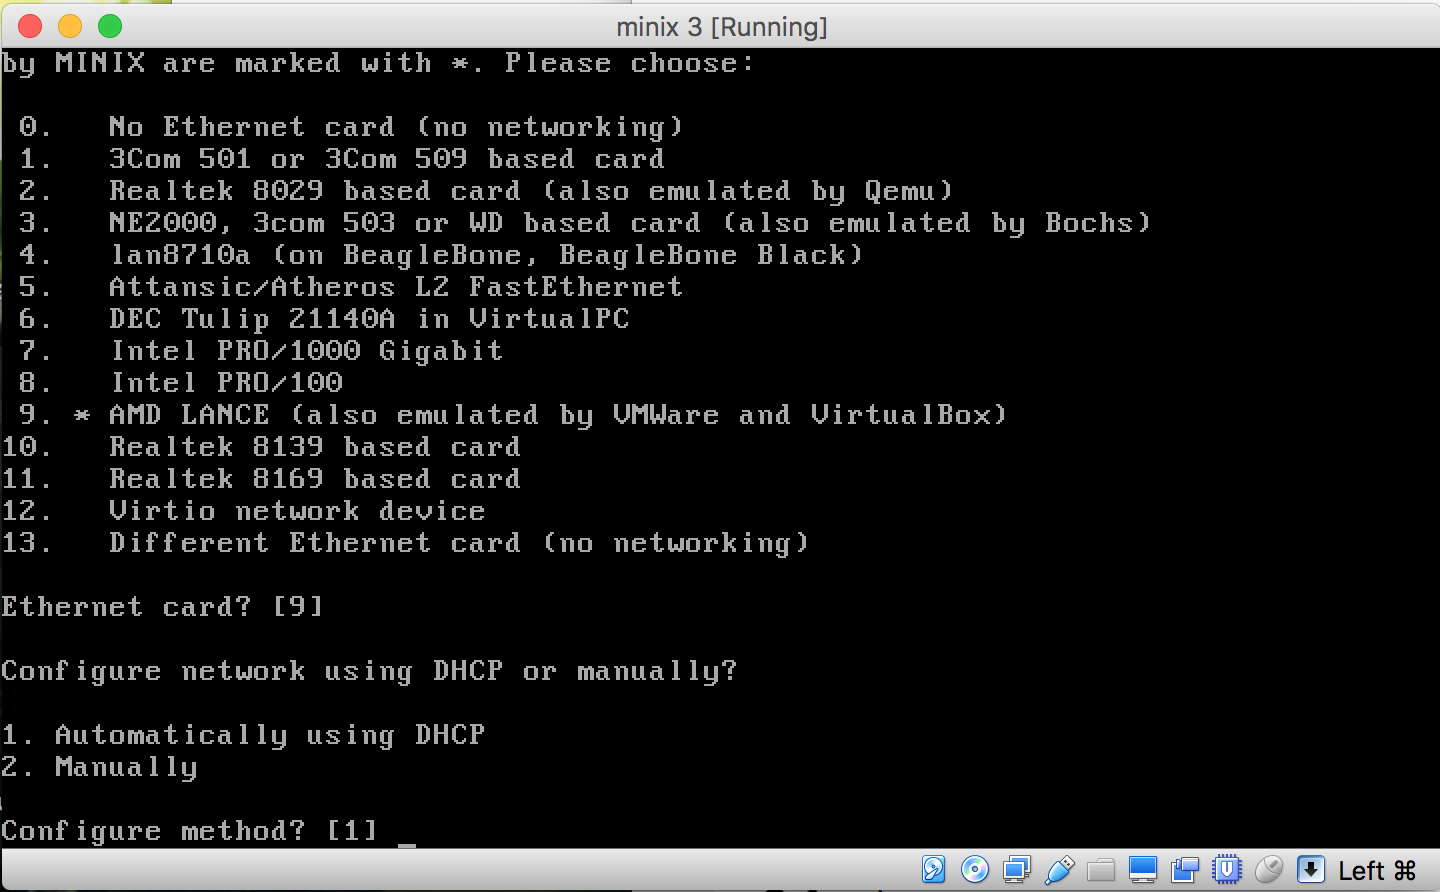 minix 3 [Running]
by MINIX are marked with *. Please choose:
0. No Ethernet card (no networking)
1. 3Com 501 or 3Com 509 based card
2. Realtek 8029 based card (also emulated by Qemu)
3. NE2000, 3com 503 or WD based card (also emulated by Bochs)
4. lan8710a (on BeagleBone, BeagleBone Black)
5. Attansic/Atheros L2 FastEthernet
6. DEC Tulip 21140A in VirtualPC
7. Intel PRO/1000 Gigabit
8. Intel PRO/100
9. * AMD LANCE (also emulated by VMWare and VirtualBox)
10. Realtek 8139 based card
11. Realtek 8169 based card
12. Virtio network device
13. Different Ethernet card (no networking)
Ethernet card? [9]
Configure network using DHCP or manually?
1. Automatically using DHCP
2. Manually
Configure method? [1] _
Left ⌘